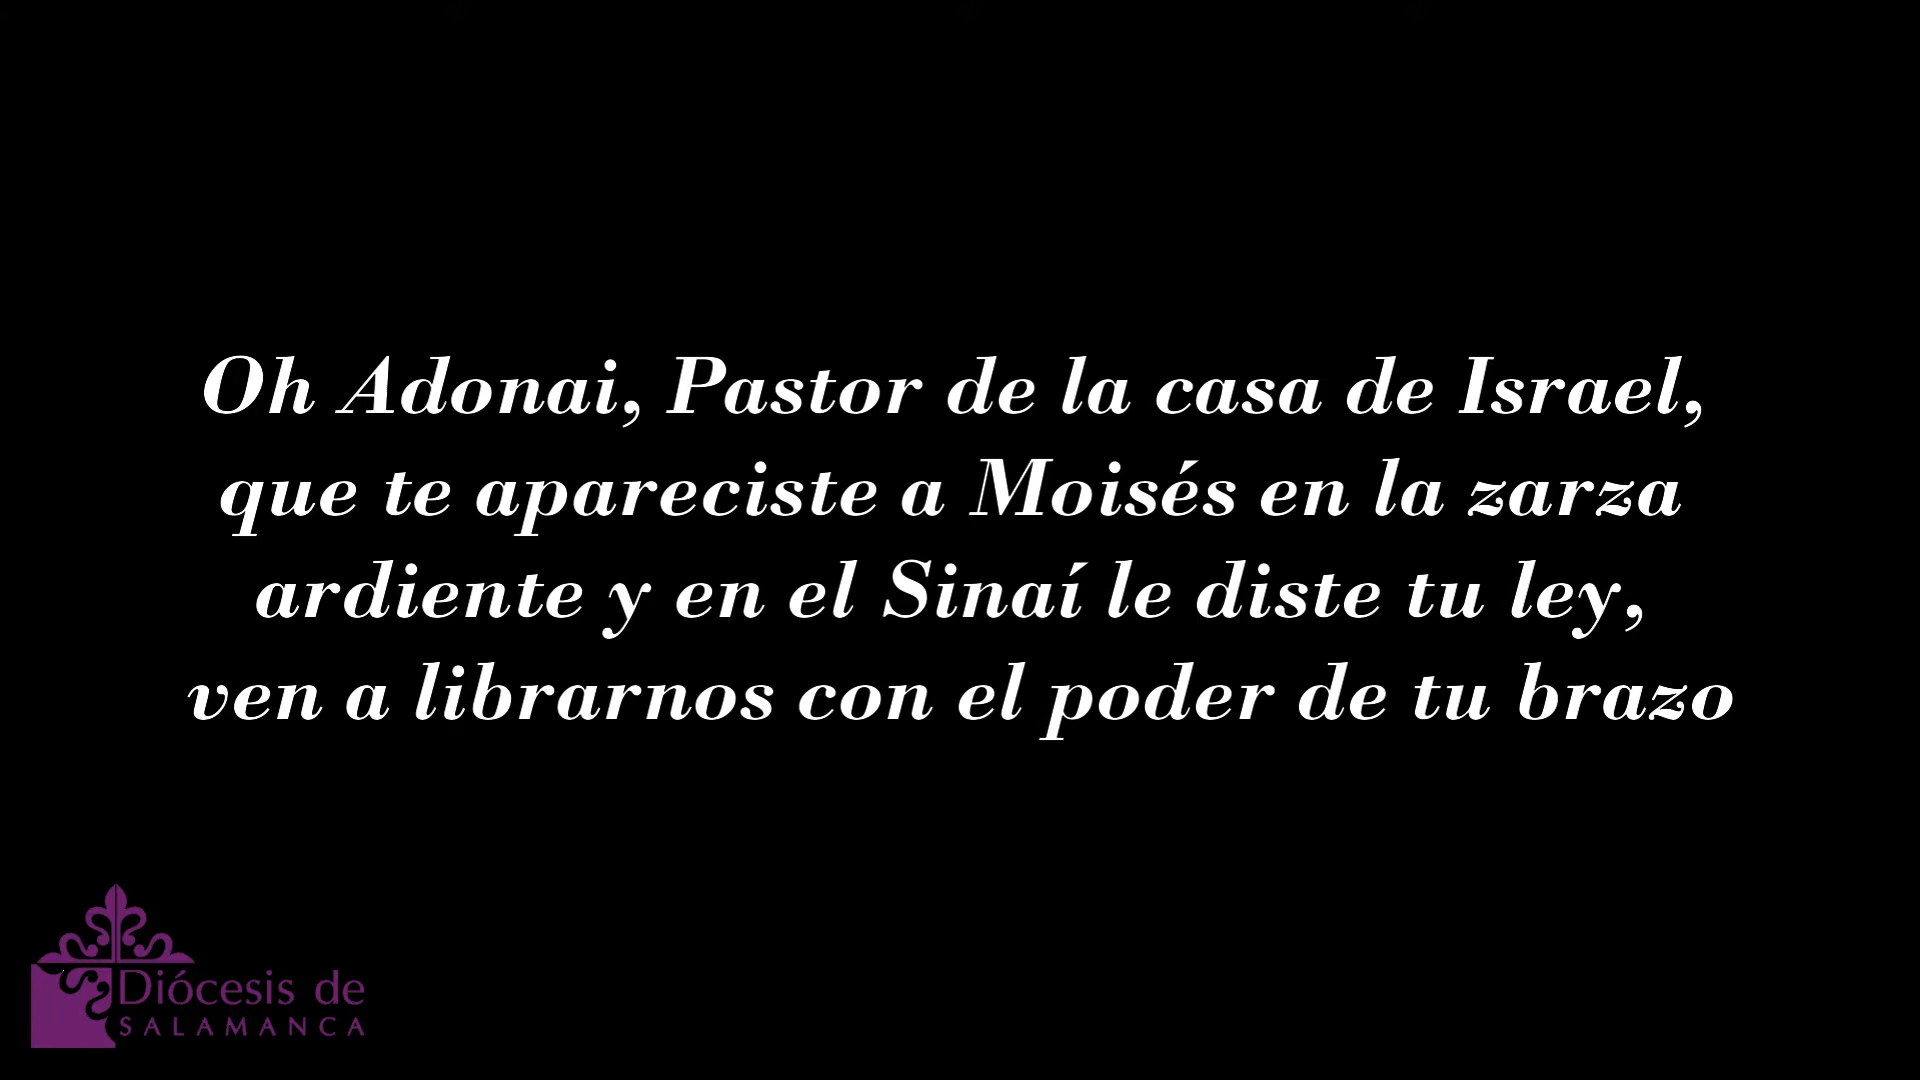 Oh Adonai, Pastor de la casa de Israel,
que te apareciste a Moisés en la zarza
ardiente y en el Sinaí le diste tu ley,
ven a librarnos con el poder de tu brazo
Diócesis de
SALAMANCA